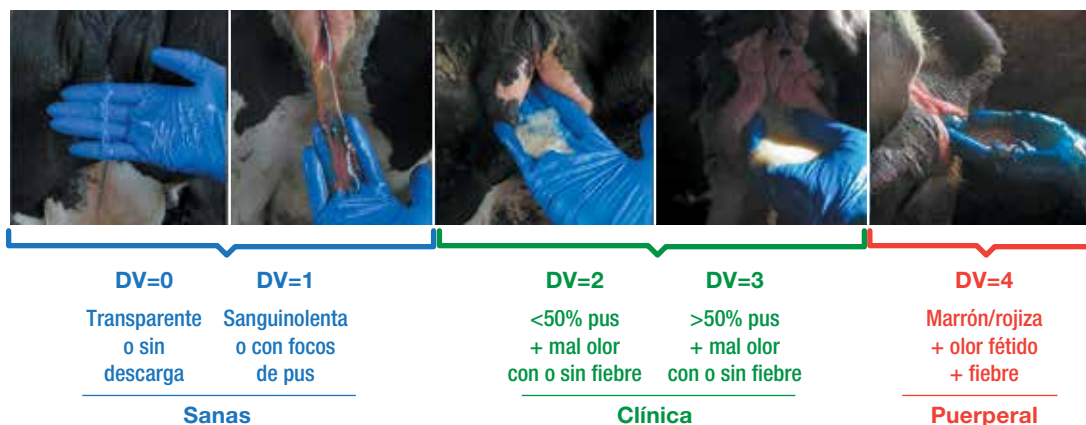 DV=0
Transparente
o sin
descarga
DV=1
Sanguinolenta
o con focos
de pus
Sanas
DV=2
<50% pus
+ mal olor
con o sin fiebre
DV=3
>50% pus
+ mal olor
con o sin fiebre
Clínica
DV=4
Marrón/rojiza
+ olor fétido
+ fiebre
Puerperal